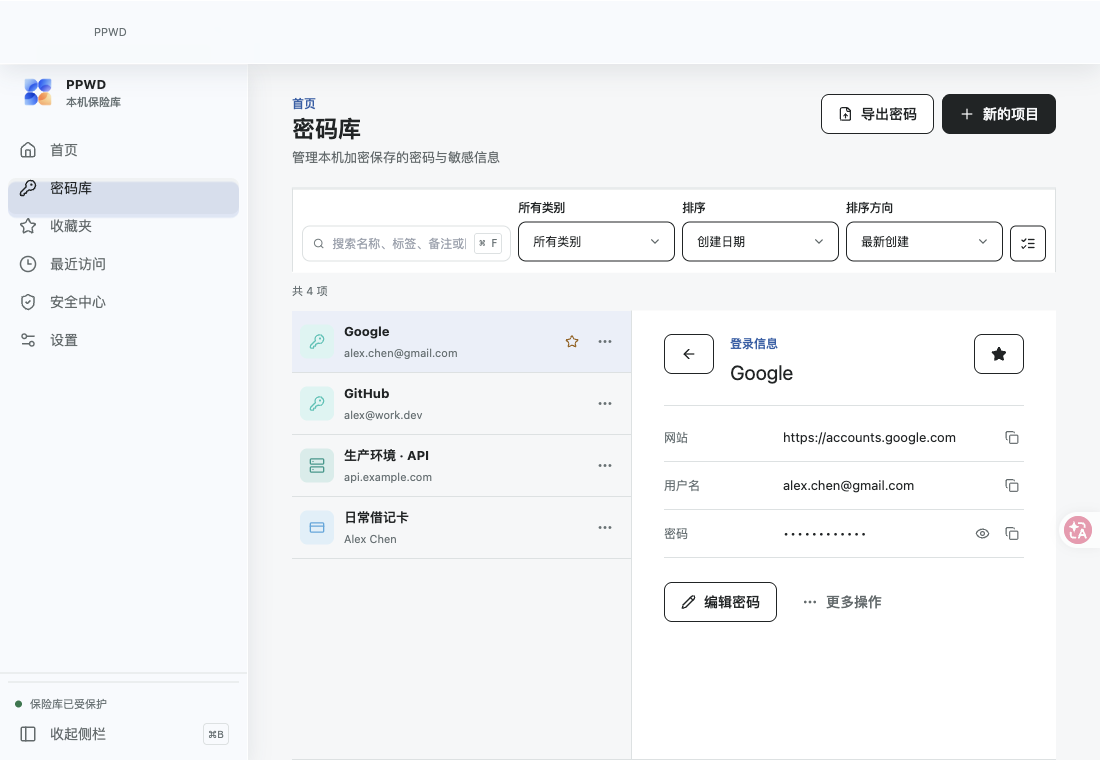 PPWD
PPWD
本机保险库
首页
密码库
收藏夹
最近访问
安全中心
设置
保险库已受保护
收起侧栏
⌘B
首页
密码库
管理本机加密保存的密码与敏感信息
导出密码
新的项目
所有类别
排序
排序方向
搜索名称、标签、备注或
⌘ F
所有类别
创建日期
最新创建
共 4 项
Google
alex.chen@gmail.com
GitHub
alex@work.dev
生产环境 · API
api.example.com
日常借记卡
Alex Chen
登录信息
Google
网站
https://accounts.google.com
用户名
alex.chen@gmail.com
密码
••••••••••••
编辑密码
更多操作